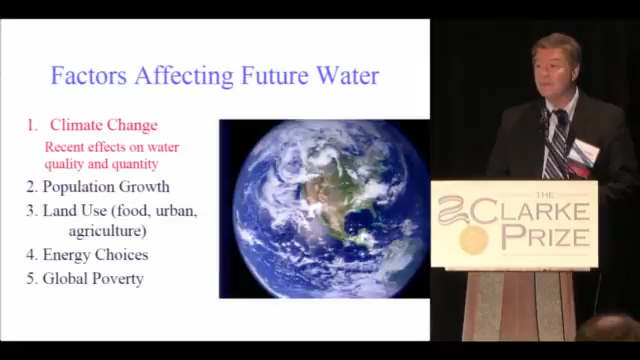 Factors Affecting Future Water
1. Climate Change
Recent effects on water
quality and quantity
2. Population Growth
3. Land Use (food, urban,
agriculture)
4. Energy Choices
5. Global Poverty
THE
CLARKE
PRIZE